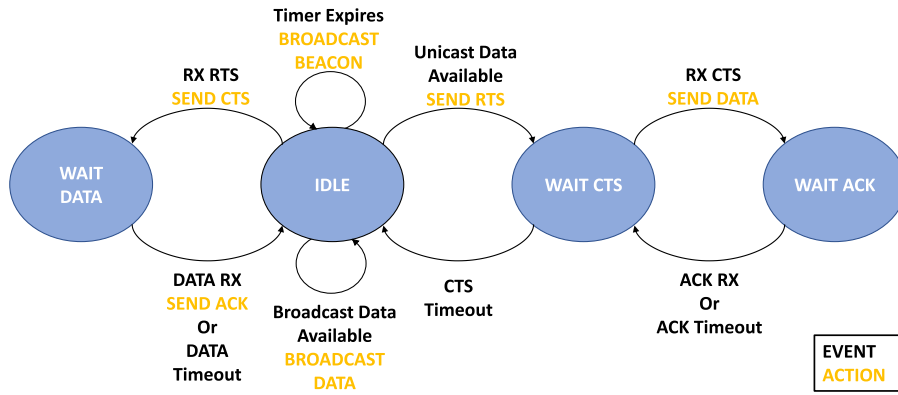 Timer Expires
BROADCAST
BEACON
RX RTS
SEND CTS
Unicast Data
Available
SEND RTS
RX CTS
SEND DATA
WAIT
DATA
IDLE
WAIT CTS
WAIT ACK
DATA RX
SEND ACK
Or
DATA
Timeout
Broadcast Data
Available
BROADCAST
DATA
CTS
Timeout
ACK RX
Or
ACK Timeout
EVENT
ACTION